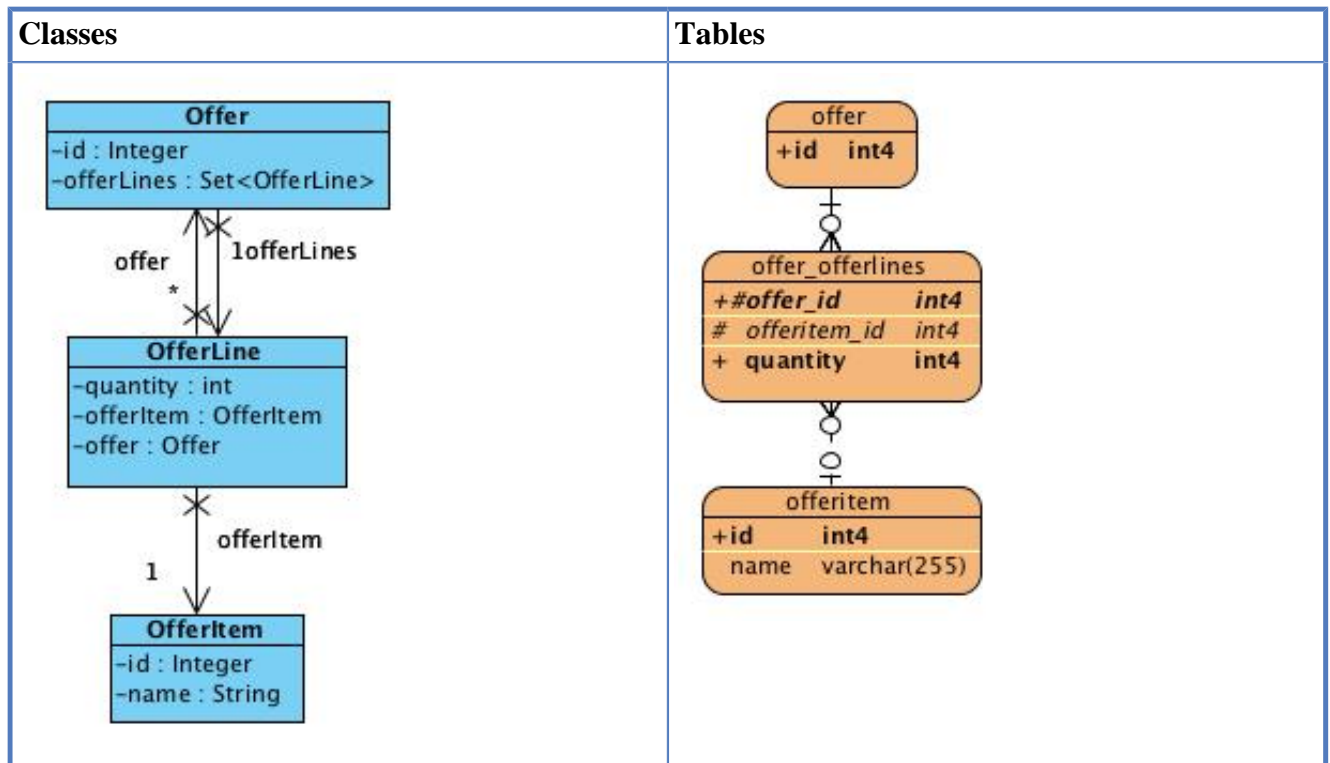 Classes
Tables
Offer
-id : Integer
-offerLines : Set<OfferLine>
offer
1offerLines
*
OfferLine
-quantity : int
-offerItem : OfferItem
-offer : Offer
offerItem
1
OfferItem
-id : Integer
-name : String
offer
+id int4
offer_offerlines
+#offer_id int4
# offeritem_id int4
+ quantity int4
offeritem
+id int4
name varchar(255)